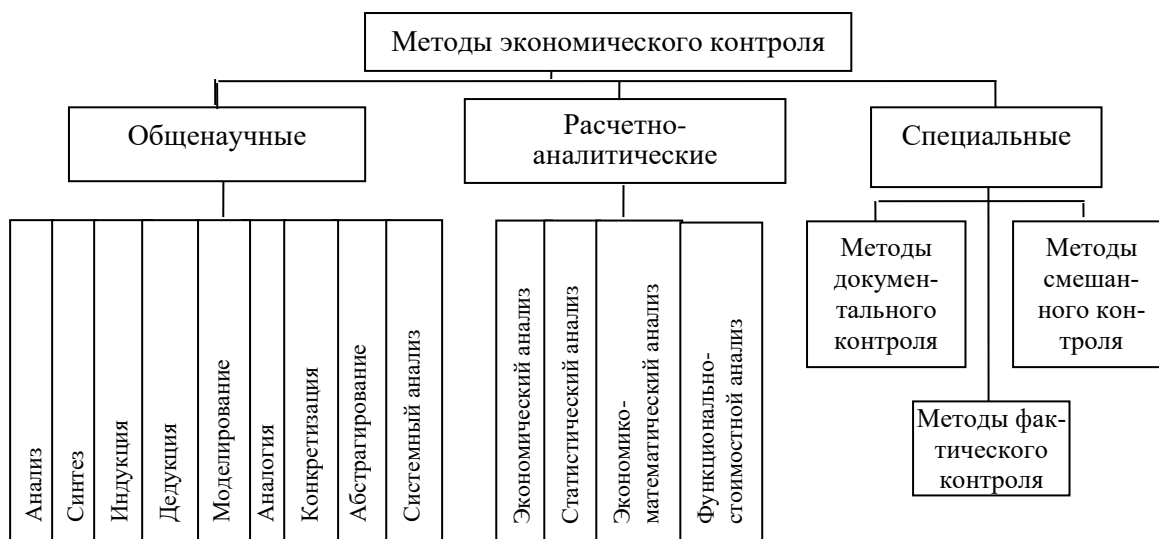 Методы экономического контроля
Общенаучные
Расчетно-
аналитические
Специальные
Анализ
Синтез
Индукция
Дедукция
Моделирование
Аналогия
Конкретизация
Абстрагирование
Системный анализ
Экономический анализ
Статистический анализ
Экономико-
математический анализ
Функционально-
стоимостной анализ
Методы
докумен-
тального
контроля
Методы
смешан-
ного кон-
троля
Методы фак-
тического
контроля